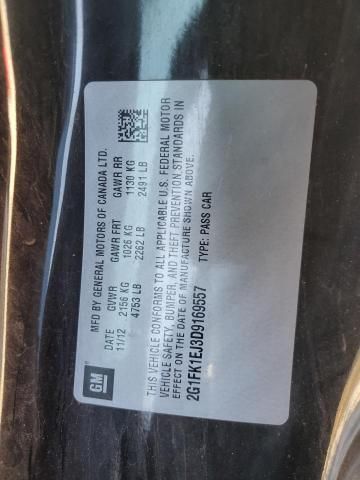 GM
MFD BY GENERAL MOTORS OF CANADA LTD.
DATE GVWR GAWR FRT GAWR RR
11/12 2156 KG 1026 KG 1130 KG
4753 LB 2262 LB 2491 LB
THIS VEHICLE CONFORMS TO ALL APPLICABLE U.S. FEDERAL MOTOR
VEHICLE SAFETY, BUMPER, AND THEFT PREVENTION STANDARDS IN
EFFECT ON THE DATE OF MANUFACTURE SHOWN ABOVE.
2G1FK1EJ3D9169557 TYPE: PASS CAR